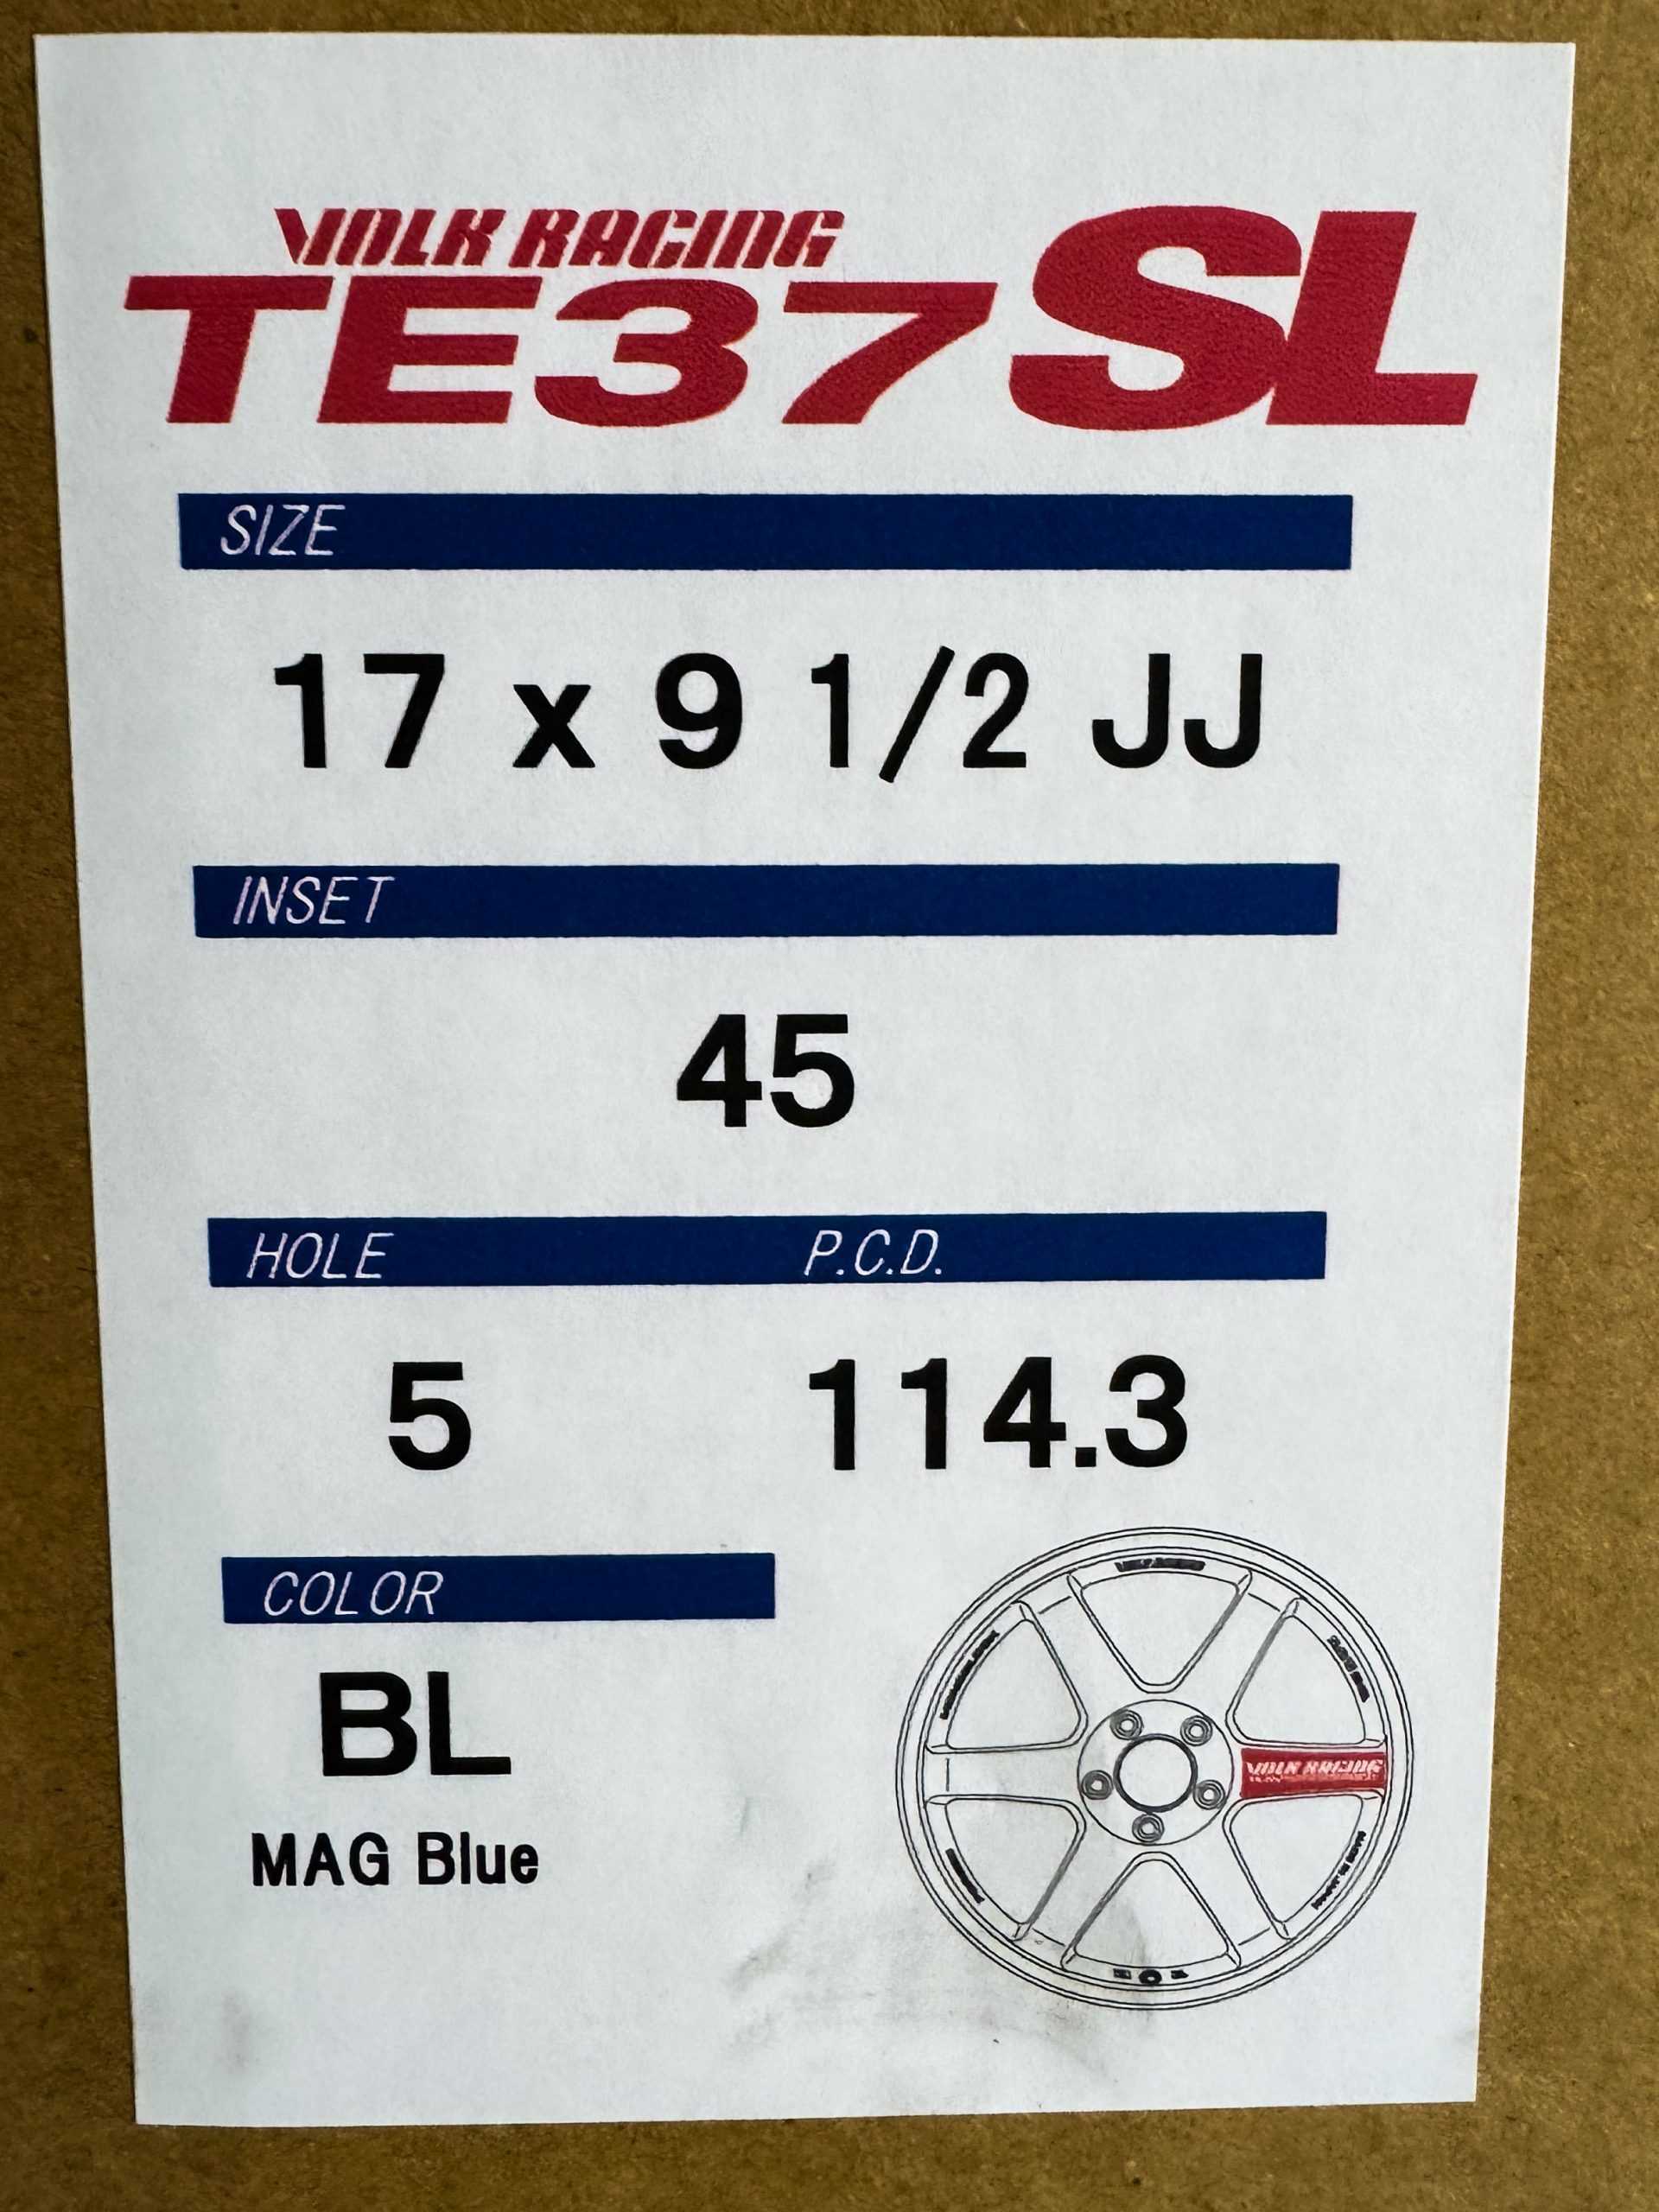 VOLK RACING
TE37SL
SIZE
17 x 9 1/2 JJ
INSET
45
HOLE P.C.D.
5 114.3
COLOR
BL
MAG Blue
VOLK RACING